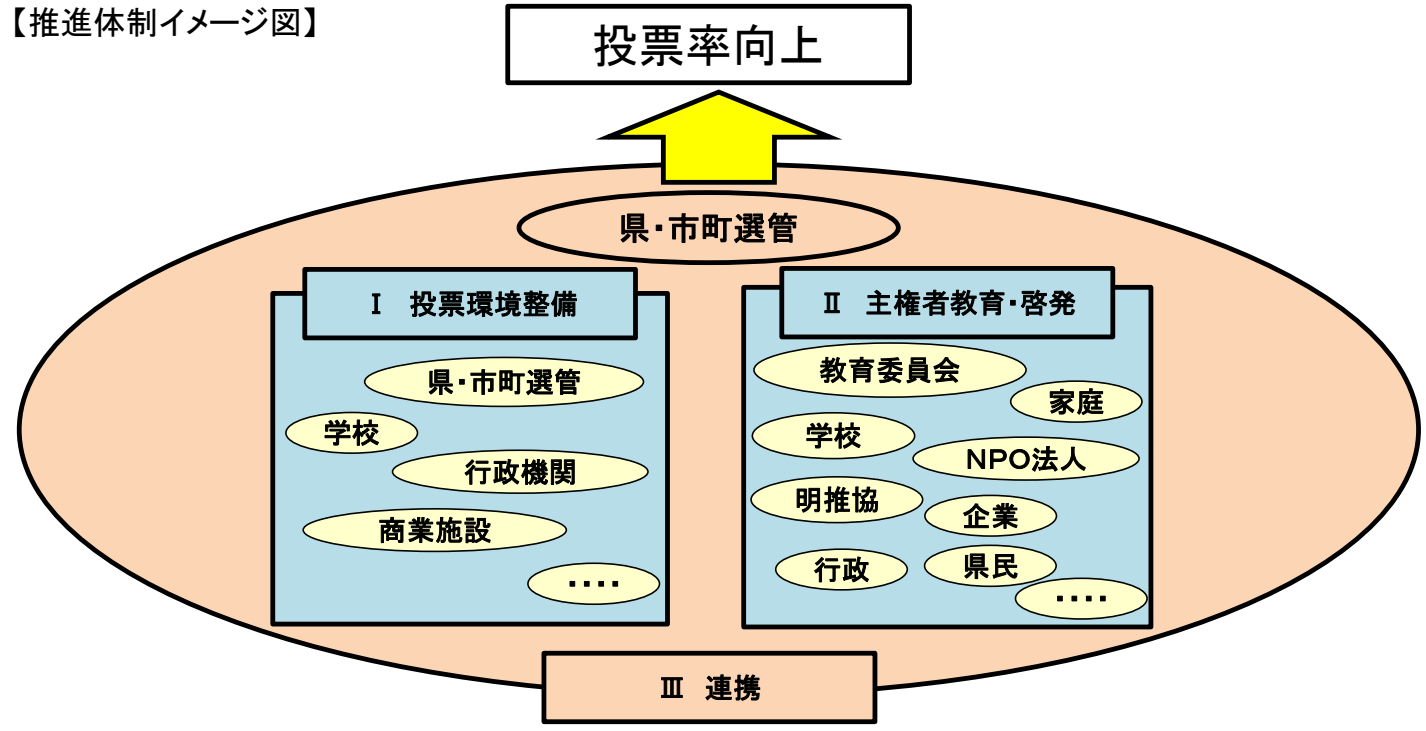 【推進体制イメージ図】
投票率向上
県・市町選管
Ⅰ 投票環境整備
県・市町選管
学校
行政機関
商業施設
・・・・
Ⅱ 主権者教育・啓発
教育委員会
家庭
学校
NPO法人
明推協
企業
行政
県民
・・・・
Ⅲ 連携